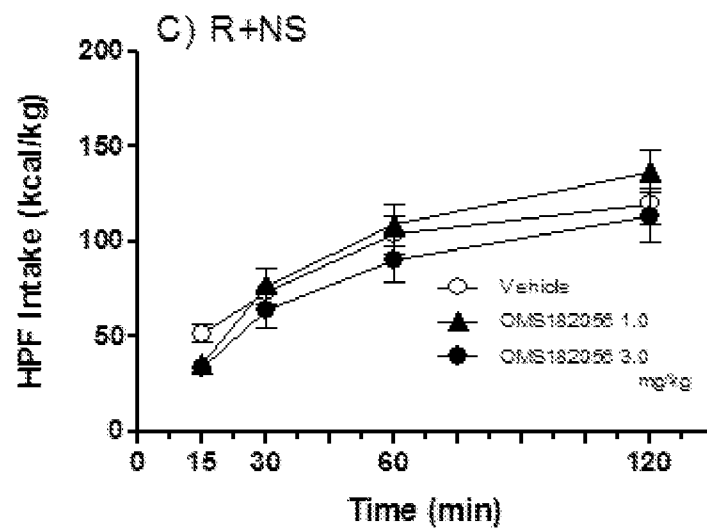 C) R+NS
HPF Intake (kcal/kg)
200
150
100
50
0
Vehicle
OMS182056 1.0
OMS182056 3.0
mg/kg
0 15 30 60 120
Time (min)